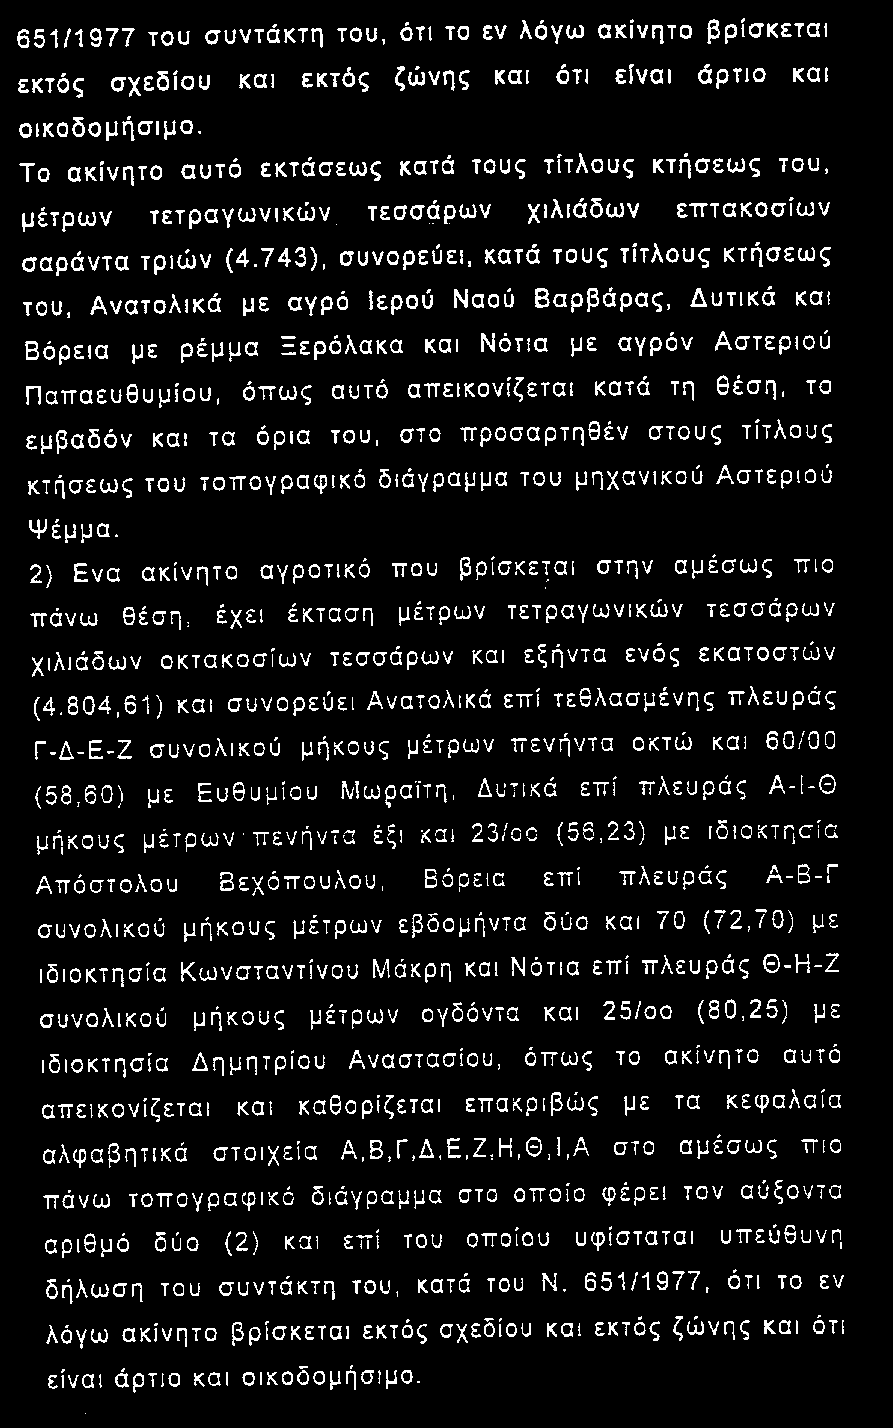 651/1977 του συντάκτη του, ότι το εν λόγω ακίνητο βρίσκεται
εκτός σχεδίου και εκτός ζώνης και ότι είναι άρτιο και
οικοδομήσιμο.
Το ακίνητο αυτό εκτάσεως κατά τους τίτλους κτήσεως του,
μέτρων τετραγωνικών τεσσάρων χιλιάδων επτακοσίων
σαράντα τριών (4.743), συνορεύει, κατά τους τίτλους κτήσεως
του, Ανατολικά με αγρό Ιερού Ναού Βαρβάρας, Δυτικά και
Βόρεια με ρέμμα Ξερόλακα και Νότια με αγρόν Αστεριού
Παπαευθυμίου, όπως αυτό απεικονίζεται κατά τη θέση, το
εμβαδόν και τα όρια του, στο προσαρτηθέν στους τίτλους
κτήσεως του τοπογραφικό διάγραμμα του μηχανικού Αστεριού
Ψέμμα.
2) Ενα ακίνητο αγροτικό που βρίσκεται στην αμέσως πιο
πάνω θέση, έχει έκταση μέτρων τετραγωνικών τεσσάρων
χιλιάδων οκτακοσίων τεσσάρων και εξήντα ενός εκατοστών
(4.804,61) και συνορεύει Ανατολικά επί τεθλασμένης πλευράς
Γ-Δ-Ε-Ζ συνολικού μήκους μέτρων πενήντα οκτώ και 60/00
(58,60) με Ευθυμίου Μωραϊτη, Δυτικά επί πλευράς Α-Ι-Θ
μήκους μέτρων πενήντα έξι και 23/οο (56,23) με ιδιοκτησία
Απόστολου Βεχόπουλου, Βόρεια επί πλευράς Α-Β-Γ
συνολικού μήκους μέτρων εβδομήντα δύο και 70 (72,70) με
ιδιοκτησία Κωνσταντίνου Μάκρη και Νότια επί πλευράς Θ-Η-Ζ
συνολικού μήκους μέτρων ογδόντα και 25/οο (80,25) με
ιδιοκτησία Δημητρίου Αναστασίου, όπως το ακίνητο αυτό
απεικονίζεται και καθορίζεται επακριβώς με τα κεφαλαία
αλφαβητικά στοιχεία Α,Β,Γ,Δ,Ε,Ζ,Η,Θ,Ι,Α στο αμέσως πιο
πάνω τοπογραφικό διάγραμμα στο οποίο φέρει τον αύξοντα
αριθμό δύο (2) και επί του οποίου υφίσταται υπεύθυνη
δήλωση του συντάκτη του, κατά του Ν. 651/1977, ότι το εν
λόγω ακίνητο βρίσκεται εκτός σχεδίου και εκτός ζώνης και ότι
είναι άρτιο και οικοδομήσιμο.